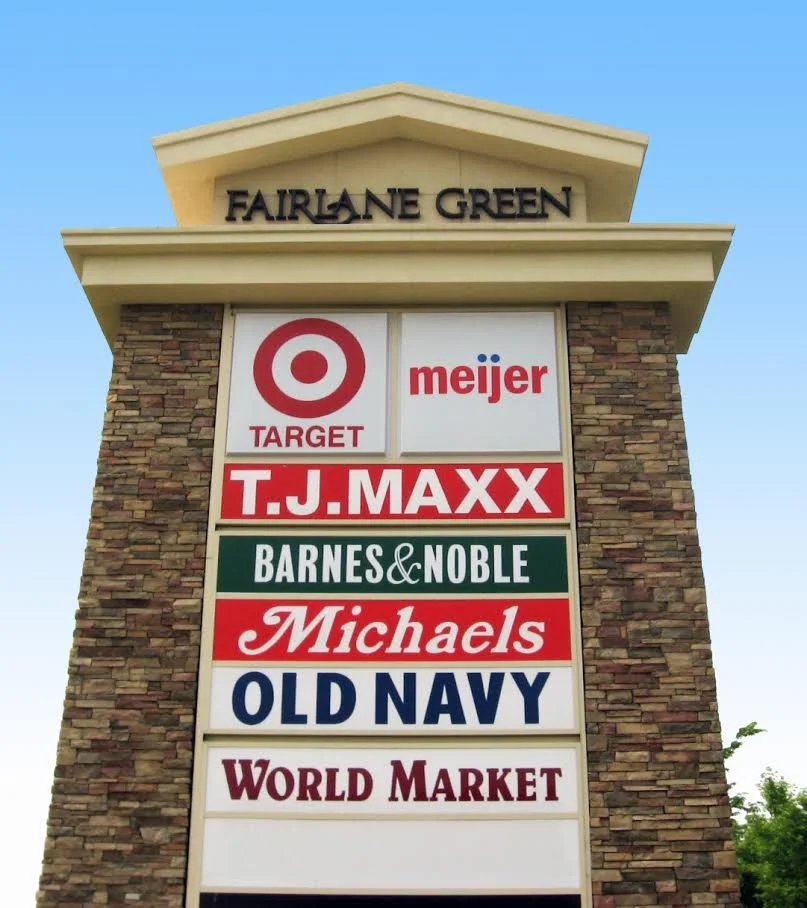 FAIRLANE GREEN
TARGET
meijer
T.J.MAXX
BARNES&NOBLE
Michaels
OLD NAVY
WORLD MARKET